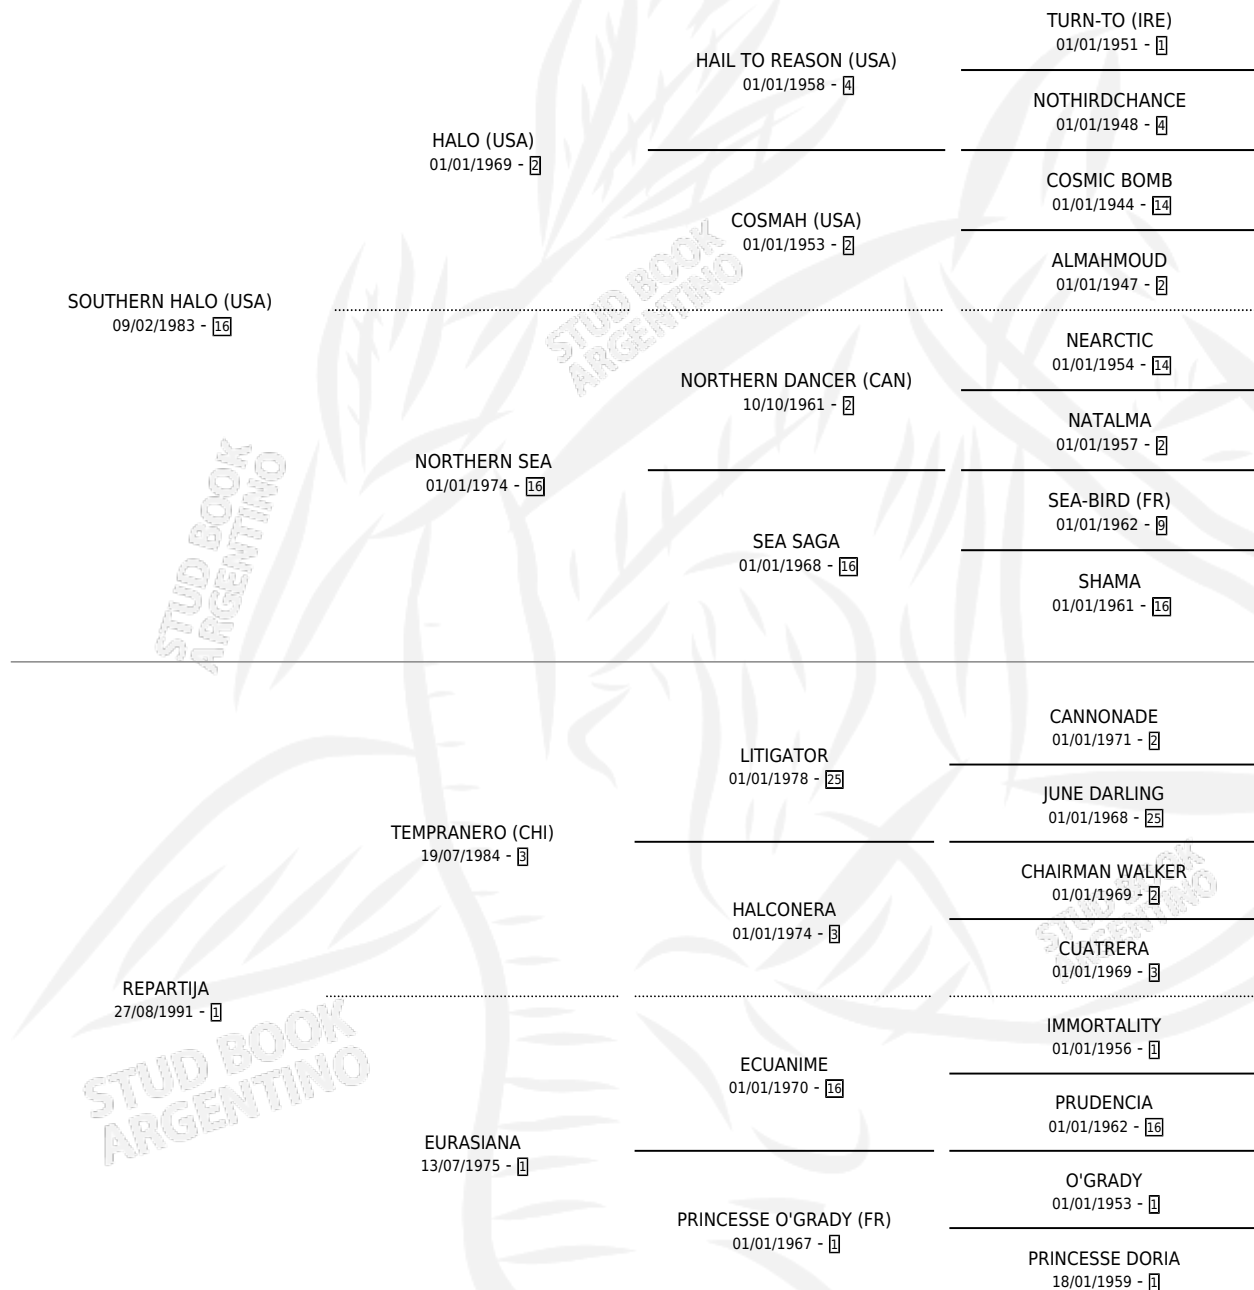 TURN-TO (IRE)
01/01/1951 - 1
HAIL TO REASON (USA)
01/01/1958 - 4
NOTHIRDCHANCE
01/01/1948 - 4
HALO (USA)
01/01/1969 - 2
COSMIC BOMB
01/01/1944 - 14
COSMAH (USA)
01/01/1953 - 2
ALMAHMOUD
01/01/1947 - 2
SOUTHERN HALO (USA)
09/02/1983 - 16
NEARCTIC
01/01/1954 - 14
NORTHERN DANCER (CAN)
10/10/1961 - 2
NATALMA
01/01/1957 - 2
NORTHERN SEA
01/01/1974 - 16
SEA-BIRD (FR)
01/01/1962 - 9
SEA SAGA
01/01/1968 - 16
SHAMA
01/01/1961 - 16
CANNONADE
01/01/1971 - 2
LITIGATOR
01/01/1978 - 25
JUNE DARLING
01/01/1968 - 25
TEMPRANERO (CHI)
19/07/1984 - 3
CHAIRMAN WALKER
01/01/1969 - 2
HALCONERA
01/01/1974 - 3
CUATRERA
01/01/1969 - 3
REPARTIJA
27/08/1991 - 1
IMMORTALITY
01/01/1956 - 1
ECUANIME
01/01/1970 - 16
PRUDENCIA
01/01/1962 - 16
EURASIANA
13/07/1975 - 1
O'GRADY
01/01/1953 - 1
PRINCESSE O'GRADY (FR)
01/01/1967 - 1
PRINCESSE DORIA
18/01/1959 - 1
STUD BOOK
ARGENTINO
STUD BOOK
ARGENTINO
STUD BOOK
ARGENTINO
STUD BOOK
ARGENTINO